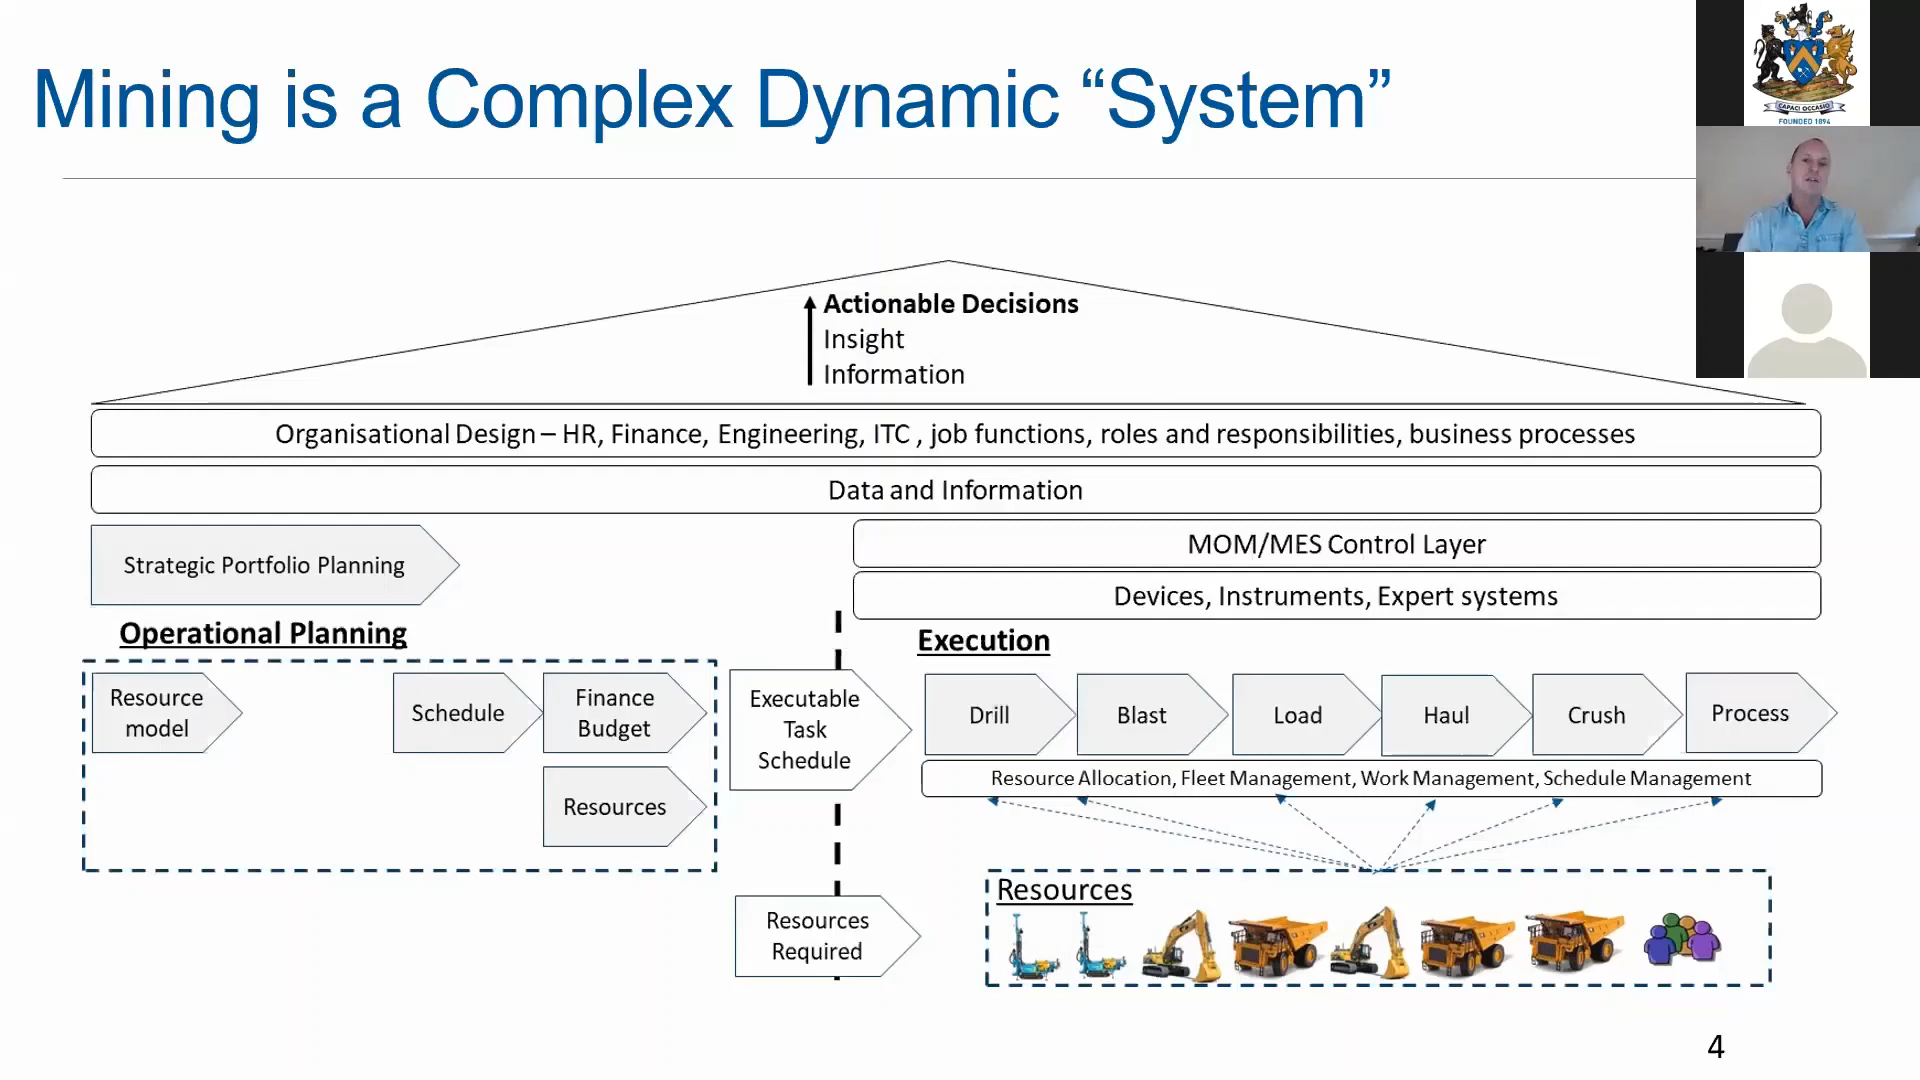 Mining is a Complex Dynamic “System”
CAPACI OCCASIO
FOUNDED 1894
Actionable Decisions
Insight
Information
Organisational Design – HR, Finance, Engineering, ITC , job functions, roles and responsibilities, business processes
Data and Information
Strategic Portfolio Planning
MOM/MES Control Layer
Devices, Instruments, Expert systems
Operational Planning
Execution
Resource
model
Schedule
Finance
Budget
Resources
Executable
Task
Schedule
Drill
Blast
Load
Haul
Crush
Process
Resource Allocation, Fleet Management, Work Management, Schedule Management
Resources
Required
Resources
4